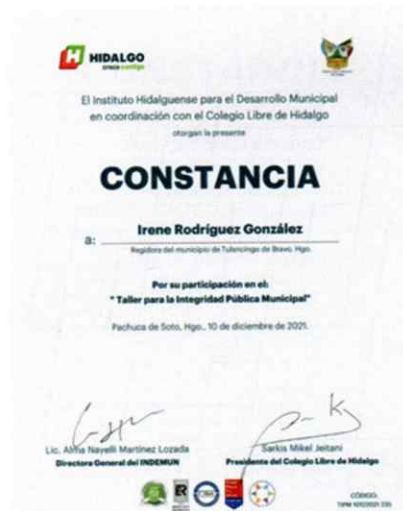 HIDALGO
crece contigo
El Instituto Hidalguense para el Desarrollo Municipal
en coordinación con el Colegio Libre de Hidalgo
otorgan la presente
CONSTANCIA
a: Irene Rodríguez González
Regidora del municipio de Tulancingo de Bravo, Hgo.
Por su participación en el:
" Taller para la Integridad Pública Municipal"
Pachuca de Soto, Hgo., 10 de diciembre de 2021.
Lic. Alma Nayelli Martínez Lozada
Directora General del INDEMUN
Sarkis Mikel Jeitani
Presidente del Colegio Libre de Hidalgo
CÓDIGO: